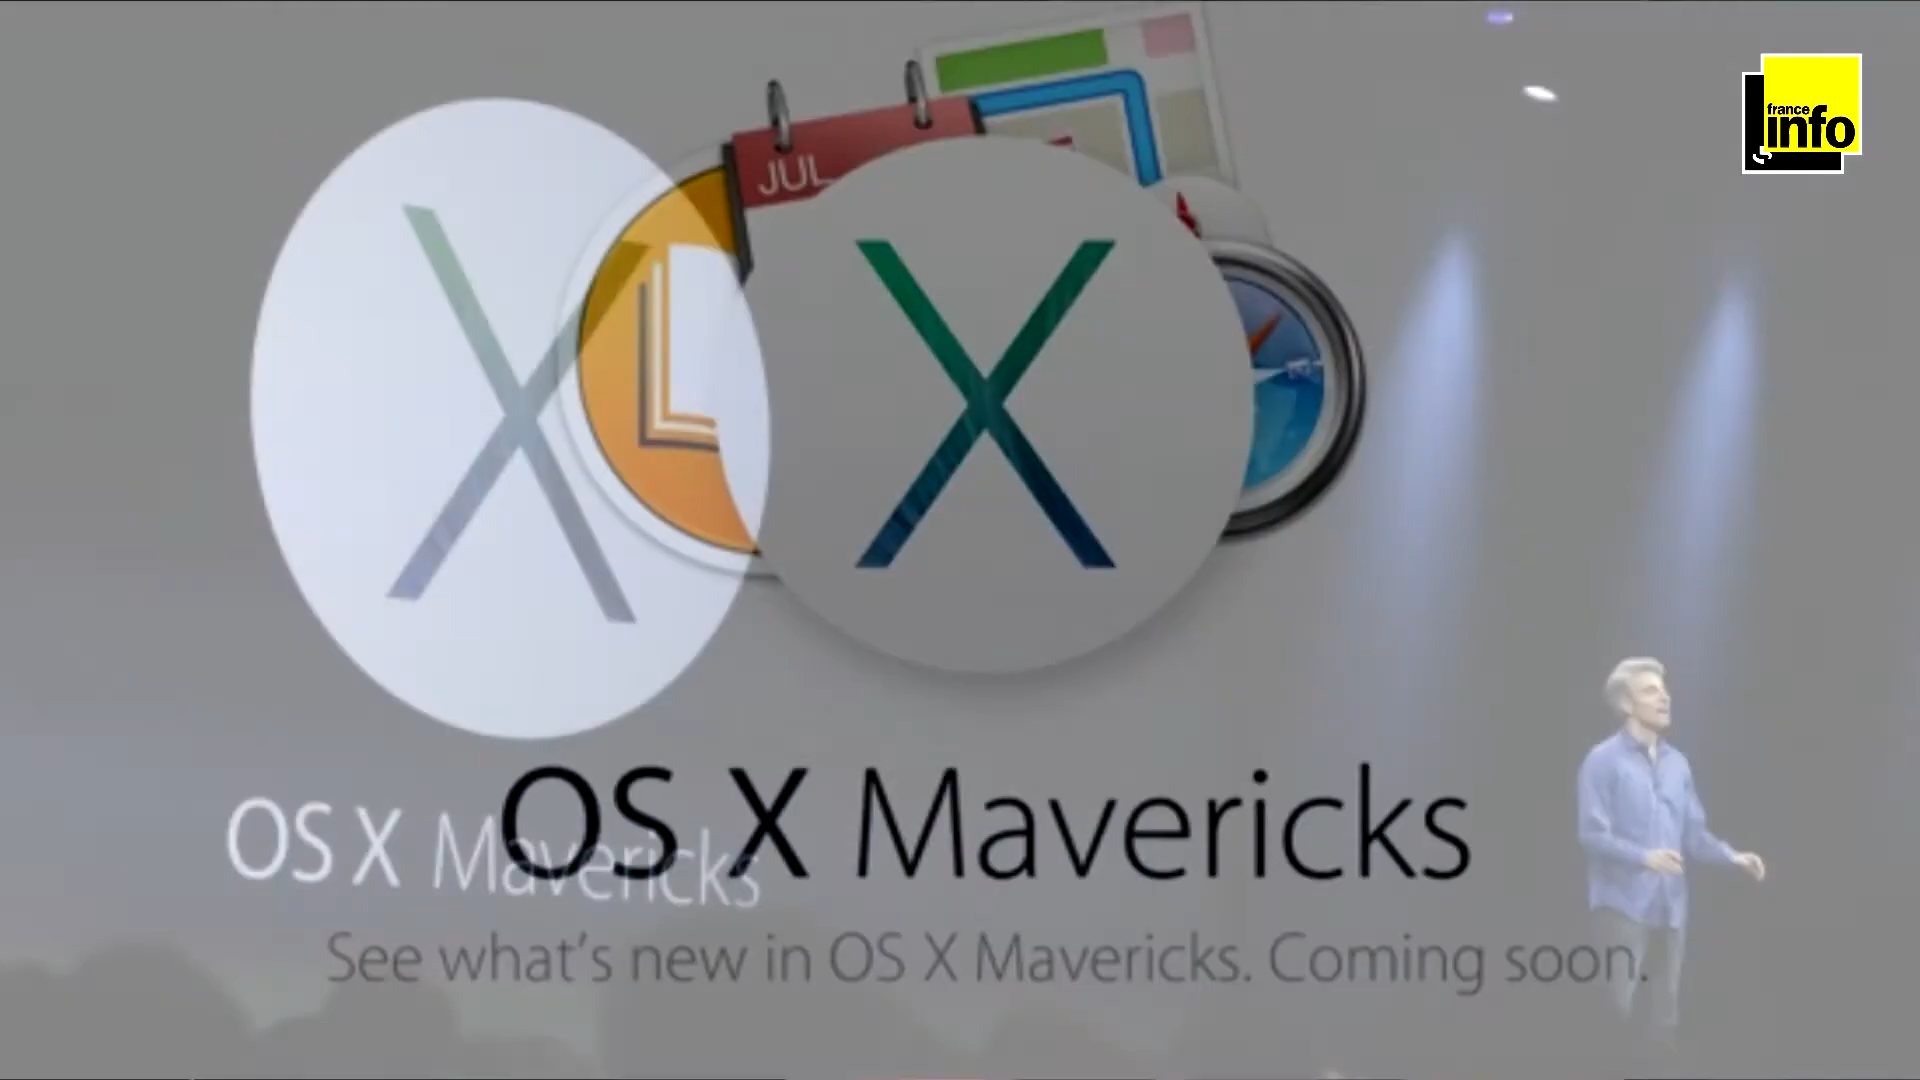 france
info
JUL
X
X
E
OS X Mavericks
OS X Mavericks
See what's new in OS X Mavericks. Coming soon.